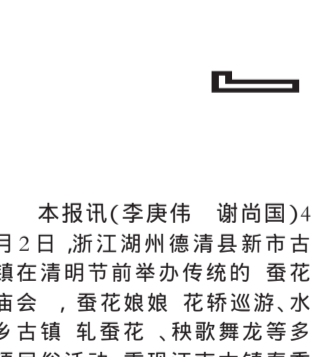 本报讯(李庚伟 谢尚国)4
月2日,浙江湖州德清县新市古
镇在清明节前举办传统的 蚕花
庙会 ,蚕花娘娘 花轿巡游、水
乡古镇 轧蚕花 、秧歌舞龙等多